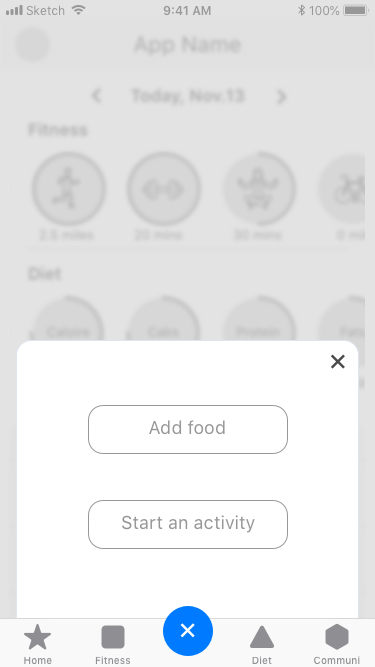 Sketch 9:41 AM 100%
App Name
Today, Nov.13
Fitness
2.5 miles 20 mins 30 mins 0 mi
Diet
Calorie Carbs Protein Fats
Add food
Start an activity
Home Fitness Diet Communi